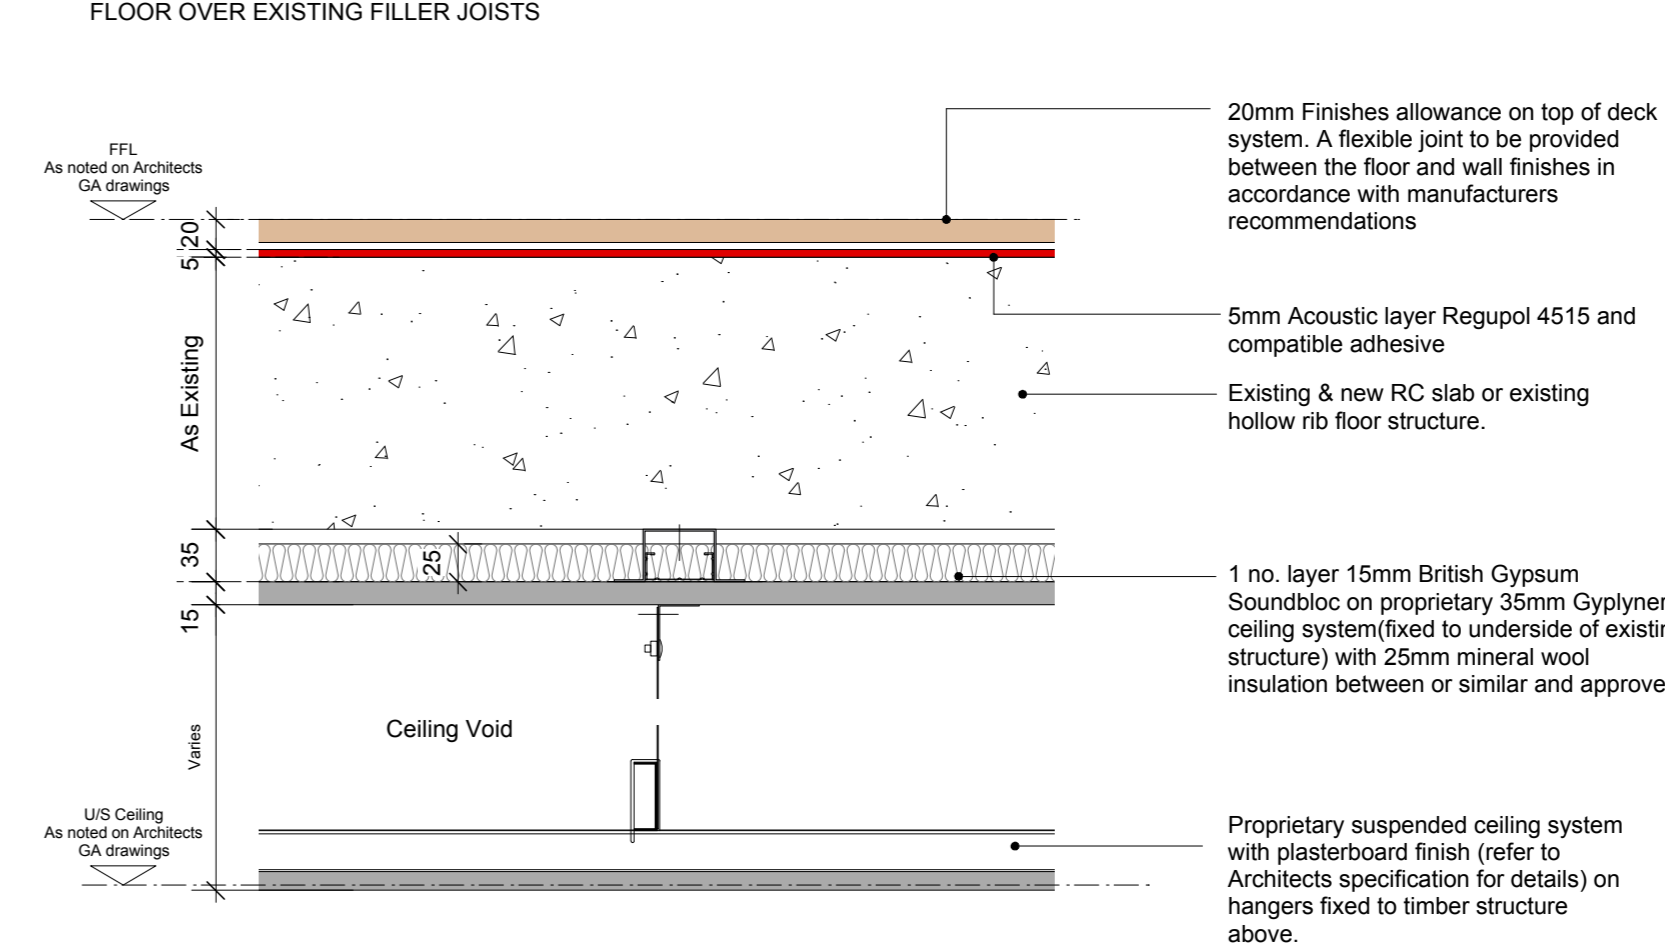 FLOOR OVER EXISTING FILLER JOISTS
FFL
As noted on Architects
GA drawings
20
5
As Existing
35
25
15
Varies
Ceiling Void
U/S Ceiling
As noted on Architects
GA drawings
20mm Finishes allowance on top of deck
system. A flexible joint to be provided
between the floor and wall finishes in
accordance with manufacturers
recommendations
5mm Acoustic layer Regupol 4515 and
compatible adhesive
Existing & new RC slab or existing
hollow rib floor structure.
1 no. layer 15mm British Gypsum
Soundbloc on proprietary 35mm Gyplyner
ceiling system(fixed to underside of existin
structure) with 25mm mineral wool
insulation between or similar and approve
Proprietary suspended ceiling system
with plasterboard finish (refer to
Architects specification for details) on
hangers fixed to timber structure
above.